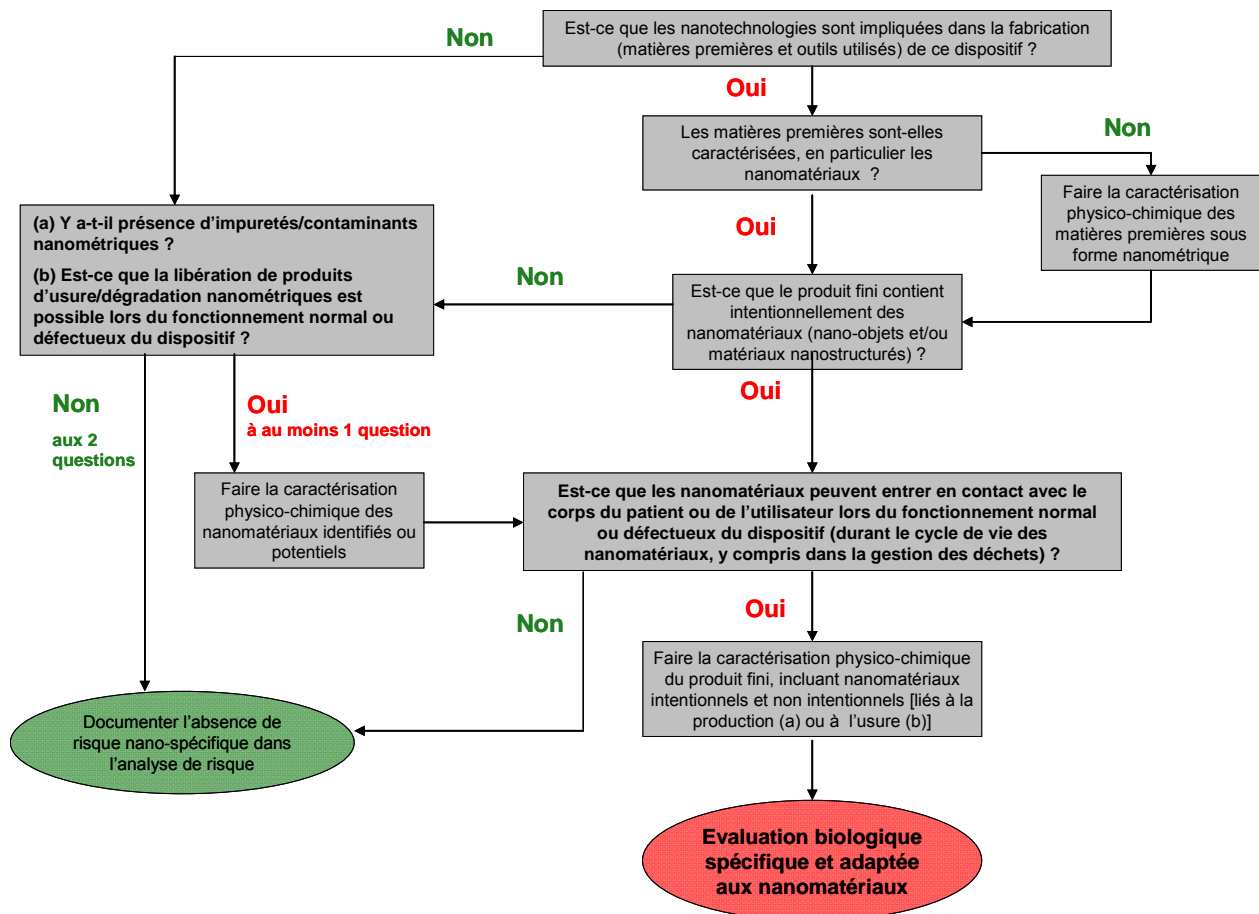 Est-ce que les nanotechnologies sont impliquées dans la fabrication
(matières premières et outils utilisés) de ce dispositif ?
Non
Oui
Les matières premières sont-elles
caractérisées, en particulier les
nanomatériaux ?
Non
Faire la caractérisation
physico-chimique des
matières premières sous
forme nanométrique
Oui
(a) Y a-t-il présence d'impuretés/contaminants
nanométriques ?
(b) Est-ce que la libération de produits
d'usure/dégradation nanométriques est
possible lors du fonctionnement normal ou
défectueux du dispositif ?
Non
Est-ce que le produit fini contient
intentionnellement des
nanomatériaux (nano-objets et/ou
matériaux nanostructurés) ?
Oui
Non
aux 2
questions
Oui
à au moins 1 question
Faire la caractérisation
physico-chimique des
nanomatériaux identifiés ou
potentiels
Est-ce que les nanomatériaux peuvent entrer en contact avec le
corps du patient ou de l'utilisateur lors du fonctionnement normal
ou défectueux du dispositif (durant le cycle de vie des
nanomatériaux, y compris dans la gestion des déchets) ?
Non
Oui
Faire la caractérisation physico-chimique
du produit fini, incluant nanomatériaux
intentionnels et non intentionnels [liés à la
production (a) ou à l'usure (b)]
Documenter l'absence de
risque nano-spécifique dans
l'analyse de risque
Evaluation biologique
spécifique et adaptée
aux nanomatériaux